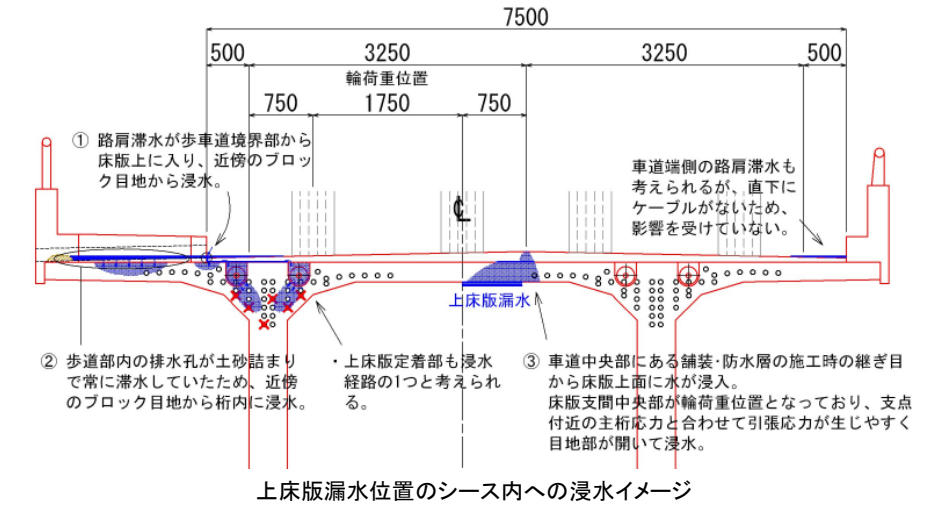 7500
500
3250
3250
500
輪荷重位置
750
1750
750
① 路肩滞水が歩車道境界部から
床版上に入り、近傍のブロッ
ク目地から浸水。
車道端側の路肩滞水も
考えられるが、直下に
ケーブルがないため、
影響を受けていない。
℄
上床版漏水
② 歩道部内の排水孔が土砂詰まり
で常に滞水していたため、近傍
のブロック目地から桁内に浸水。
・上床版定着部も浸水
経路の1つと考えられ
る。
③ 車道中央部にある舗装・防水層の施工時の継ぎ目
から床版上面に水が浸入。
床版支間中央部が輪荷重位置となっており、支点
付近の主桁応力と合わせて引張応力が生じやすく
目地部が開いて浸水。
上床版漏水位置のシース内への浸水イメージ